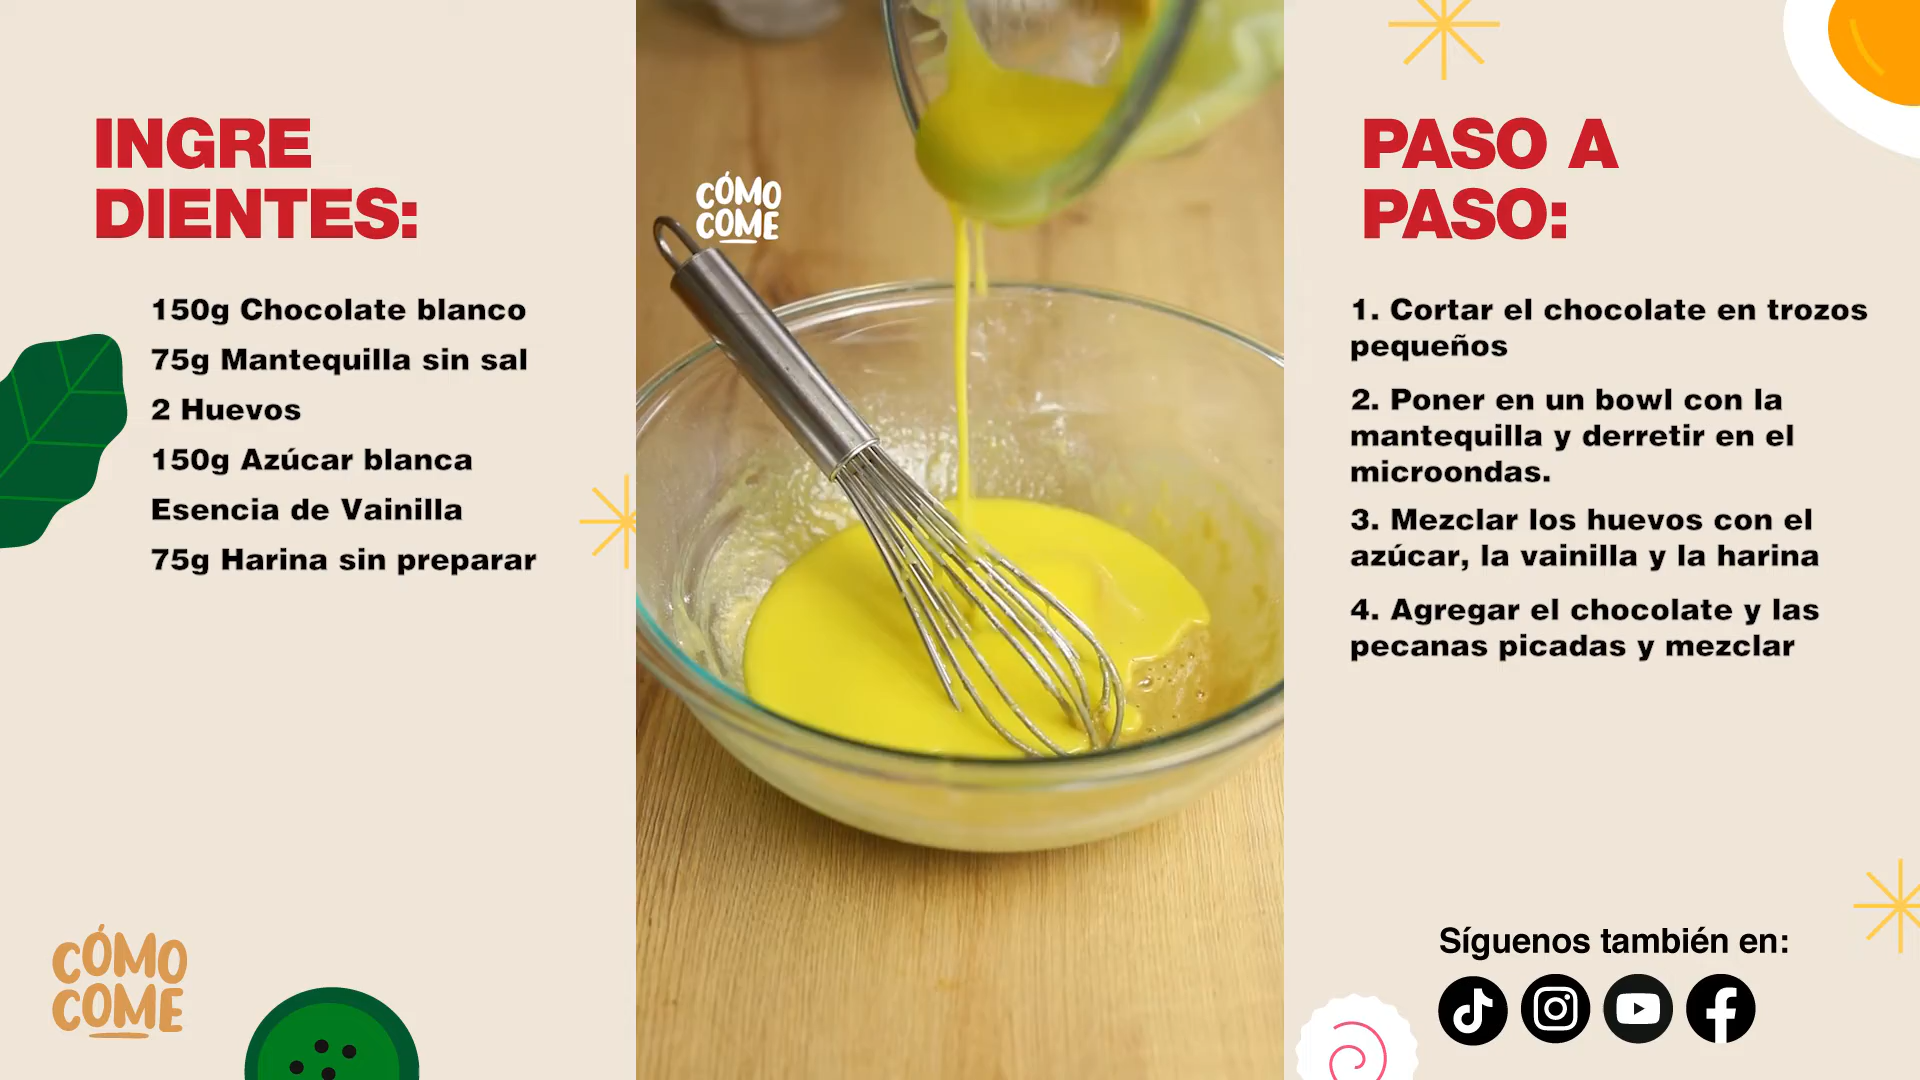 INGRE
DIENTES:
150g Chocolate blanco
75g Mantequilla sin sal
2 Huevos
150g Azúcar blanca
Esencia de Vainilla
75g Harina sin preparar
CÓMO
COME
CÓMO
COME
PASO A
PASO:
1. Cortar el chocolate en trozos
pequeños
2. Poner en un bowl con la
mantequilla y derretir en el
microondas.
3. Mezclar los huevos con el
azúcar, la vainilla y la harina
4. Agregar el chocolate y las
pecanas picadas y mezclar
Síguenos también en: